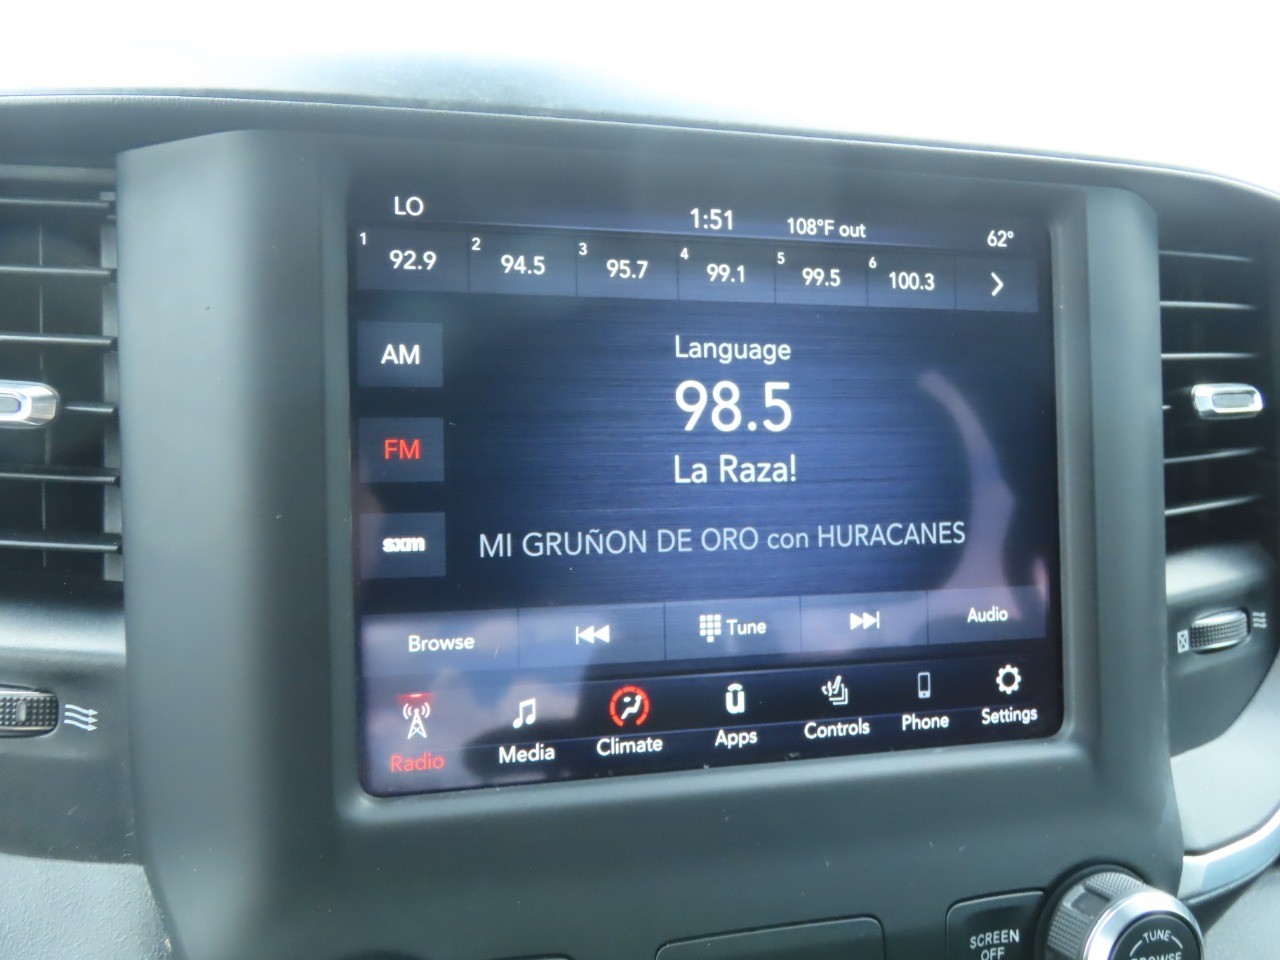 LO 1:51 108°F out 62°
1 92.9 2 94.5 3 95.7 4 99.1 5 99.5 6 100.3
AM
Language
98.5
FM
La Raza!
sxm
MI GRUÑON DE ORO con HURACANES
Browse Tune Audio
Radio Media Climate Apps Controls Phone Settings
SCREEN
OFF
TUNE
BROWSE